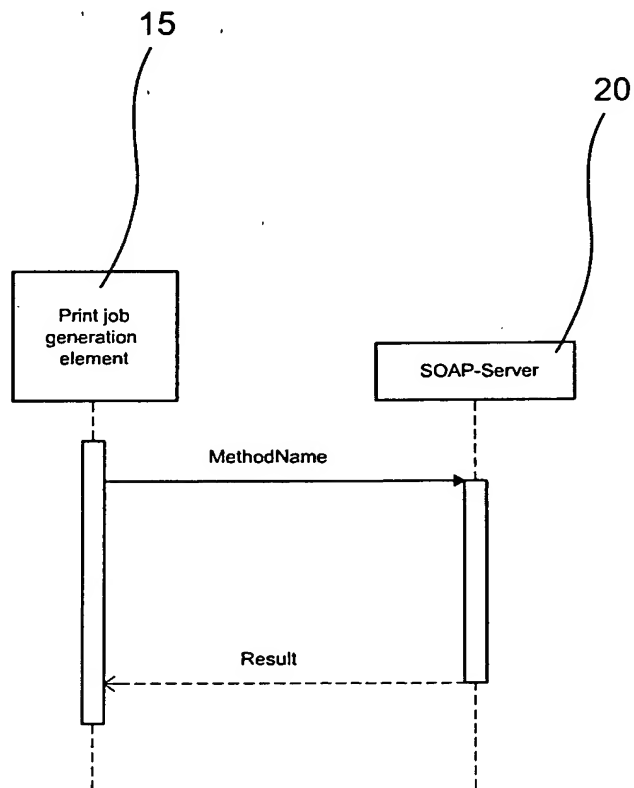 15
20
Print job
generation
element
SOAP-Server
MethodName
Result